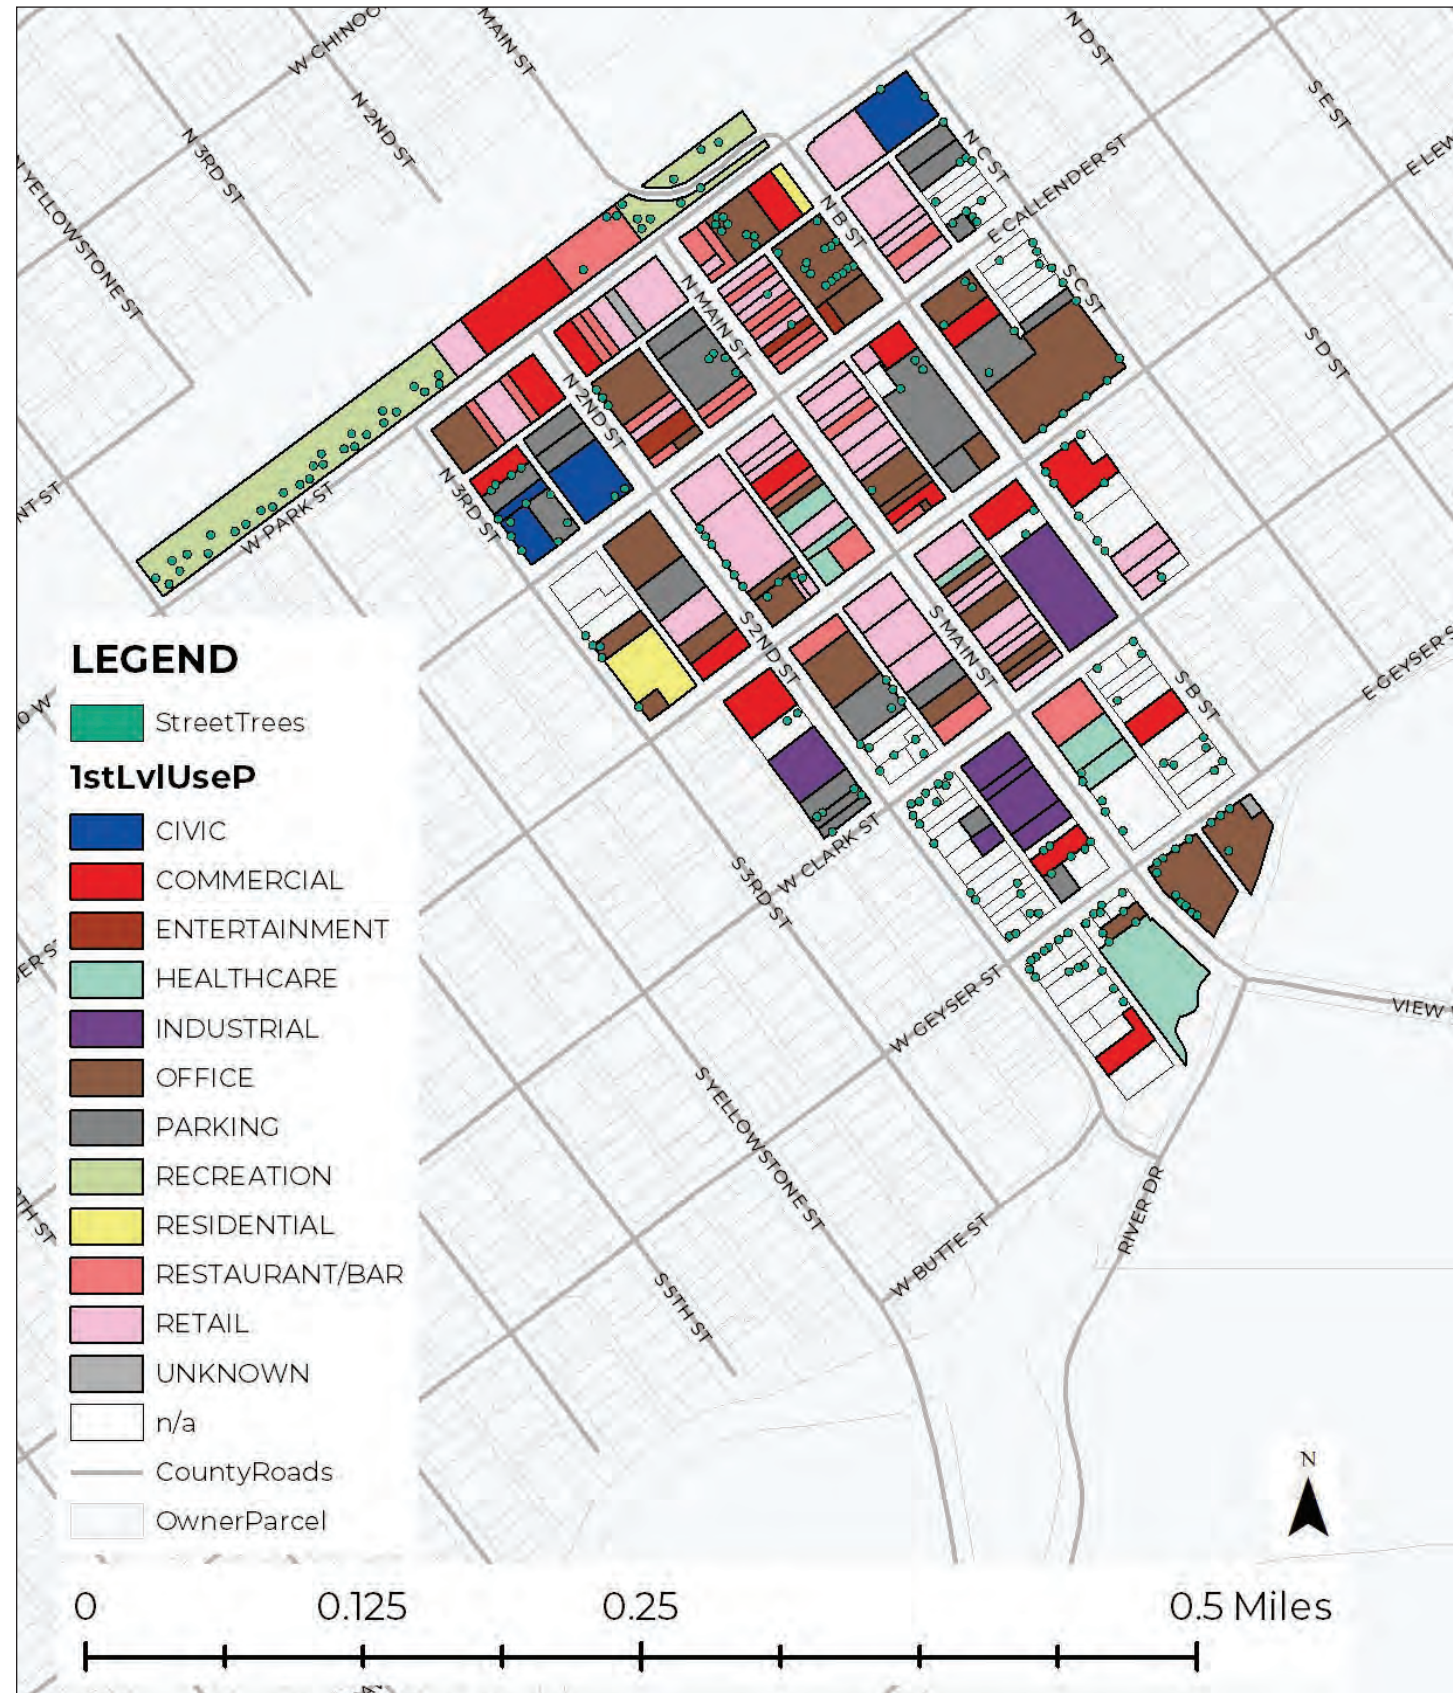 W CHINOO
MAIN ST
N D ST
S E ST
N 2ND ST
N 3RD ST
N YELLOWSTONE ST
N C ST
E CALLENDER ST
E LEW
N B ST
S C ST
N MAIN ST
S D ST
N 2ND ST
N 3RD ST
W PARK ST
NT ST
S 2ND ST
S MAIN ST
S B ST
E GEYSER S
LEGEND
StreetTrees
1stLvlUseP
CIVIC
COMMERCIAL
ENTERTAINMENT
HEALTHCARE
INDUSTRIAL
OFFICE
PARKING
RECREATION
RESIDENTIAL
RESTAURANT/BAR
RETAIL
UNKNOWN
n/a
CountyRoads
OwnerParcel
W CLARK ST
S 3RD ST
W GEYSER ST
VIEW
S YELLOWSTONE ST
RIVER DR
W BUTTE ST
S 5TH ST
N
0
0.125
0.25
0.5 Miles